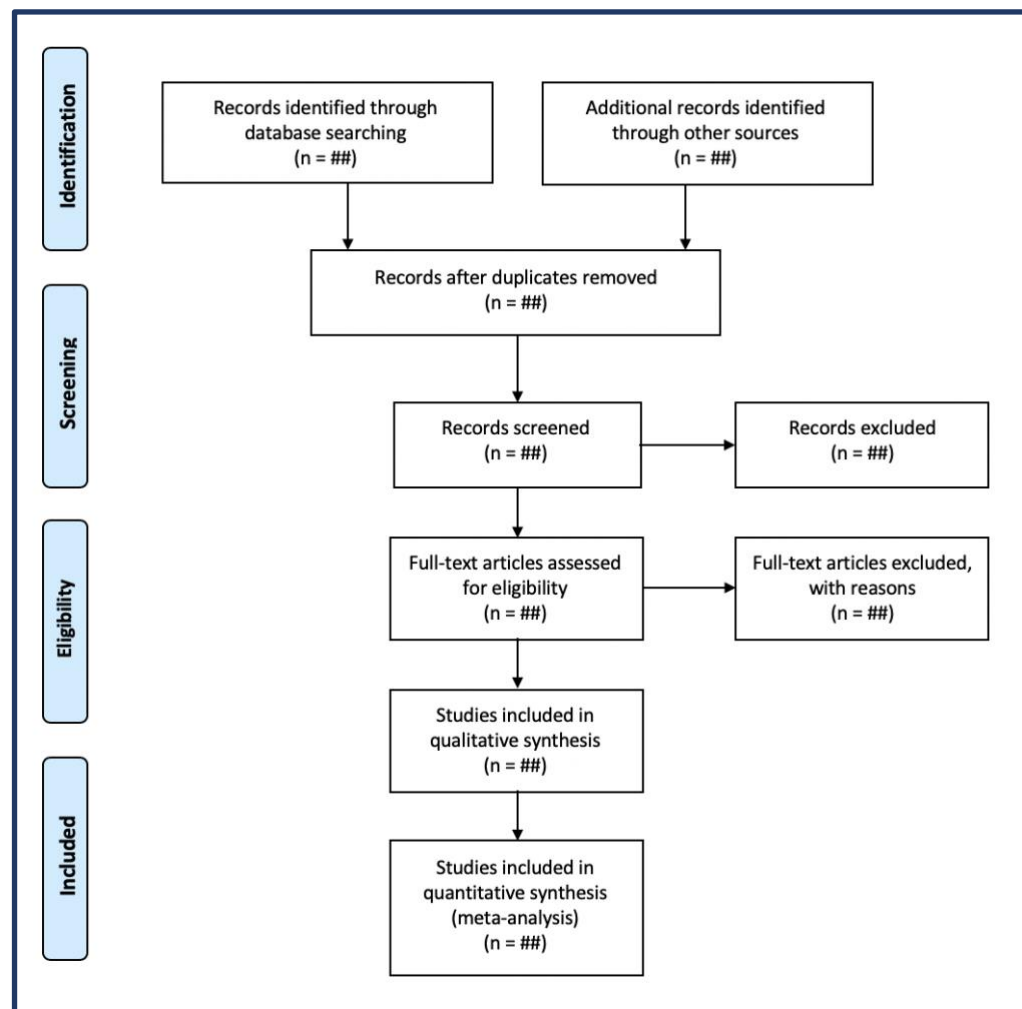 Identification
Records identified through
database searching
(n = ##)
Additional records identified
through other sources
(n = ##)
Records after duplicates removed
(n = ##)
Screening
Records screened
(n = ##)
Records excluded
(n = ##)
Eligibility
Full-text articles assessed
for eligibility
(n = ##)
Full-text articles excluded,
with reasons
(n = ##)
Studies included in
qualitative synthesis
(n = ##)
Included
Studies included in
quantitative synthesis
(meta-analysis)
(n = ##)